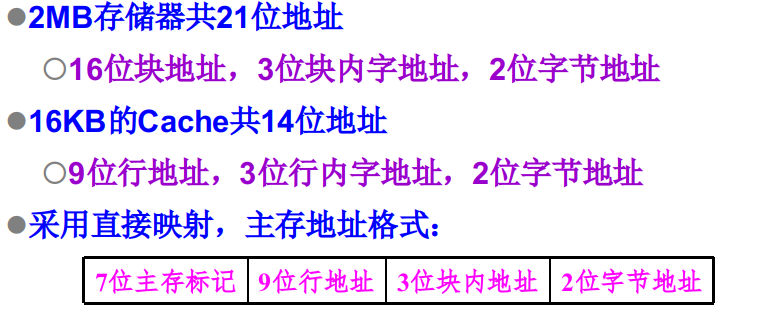 ●2MB存储器共21位地址
○16位块地址，3位块内字地址，2位字节地址
●16KB的Cache共14位地址
○9位行地址，3位行内字地址，2位字节地址
●采用直接映射，主存地址格式：
7位主存标记 9位行地址 3位块内地址 2位字节地址